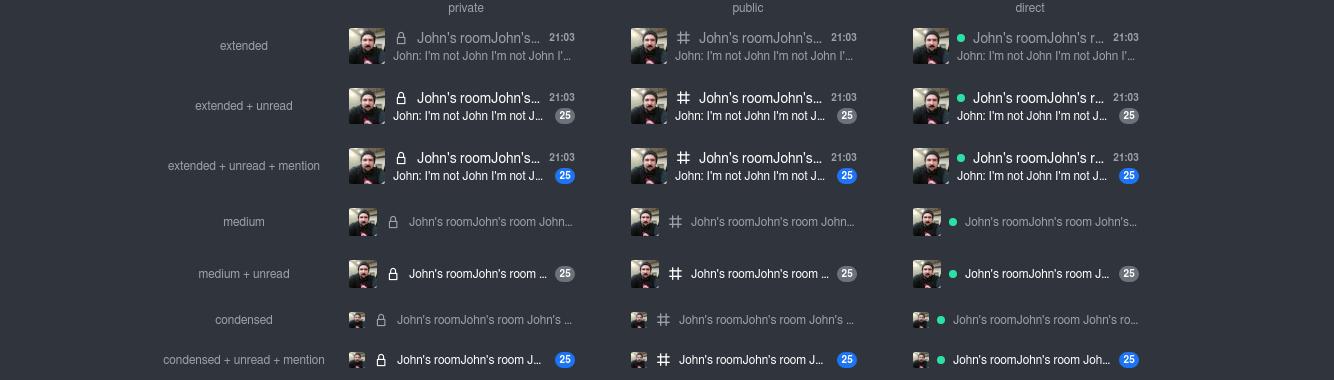 private public direct
extended John's roomJohn's... 21:03 John's roomJohn's... 21:03 John's roomJohn's r... 21:03
John: I'm not John I'm not John I'... John: I'm not John I'm not John I'... John: I'm not John I'm not John I'...
extended + unread John's roomJohn's... 21:03 John's roomJohn's... 21:03 John's roomJohn's r... 21:03
John: I'm not John I'm not J... 25 John: I'm not John I'm not J... 25 John: I'm not John I'm not J... 25
extended + unread + mention John's roomJohn's... 21:03 John's roomJohn's... 21:03 John's roomJohn's r... 21:03
John: I'm not John I'm not J... 25 John: I'm not John I'm not J... 25 John: I'm not John I'm not J... 25
medium John's roomJohn's room John... # John's roomJohn's room John... John's roomJohn's room John's...
medium + unread John's roomJohn's room ... 25 # John's roomJohn's room ... 25 John's roomJohn's room J... 25
condensed John's roomJohn's room John's ... # John's roomJohn's room John's ... John's roomJohn's room John's ro...
condensed + unread + mention John's roomJohn's room J... 25 # John's roomJohn's room J... 25 John's roomJohn's room Joh... 25